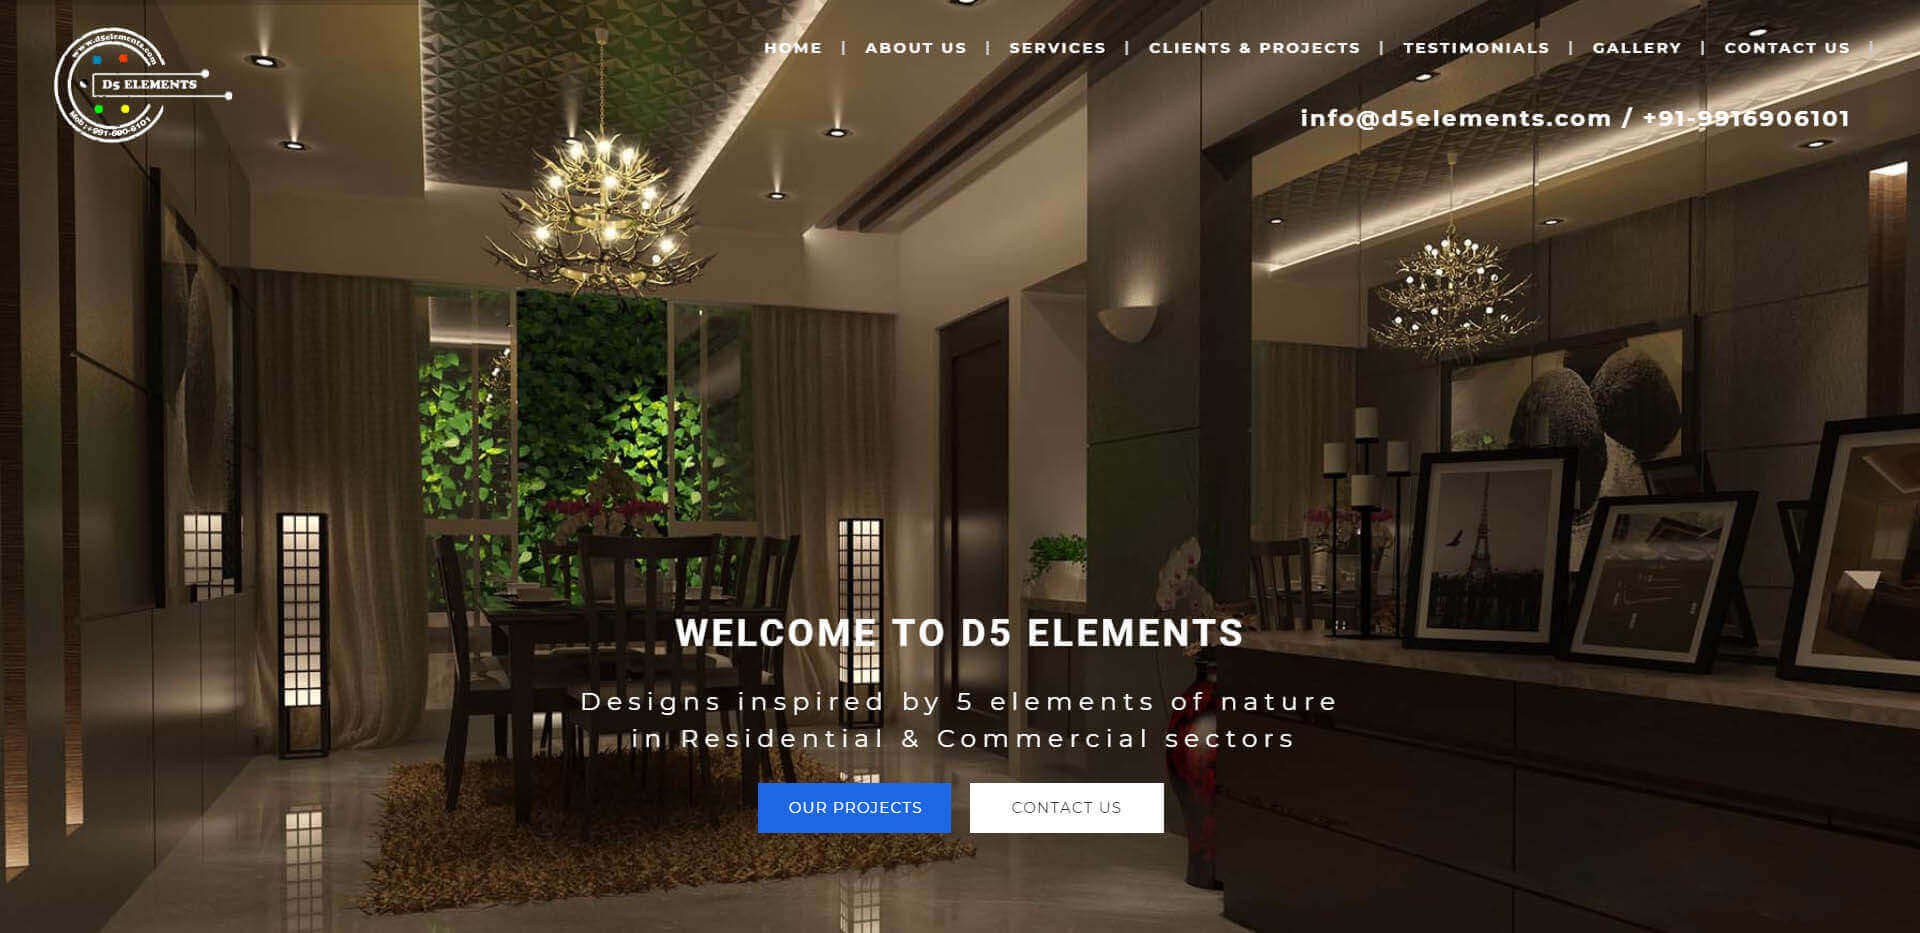 www.d5elements.com
D5 ELEMENTS
Mob:+991-690-6101
HOME | ABOUT US | SERVICES | CLIENTS & PROJECTS | TESTIMONIALS | GALLERY | CONTACT US |
info@d5elements.com / +91-9916906101
WELCOME TO D5 ELEMENTS
Designs inspired by 5 elements of nature
in Residential & Commercial sectors
OUR PROJECTS CONTACT US